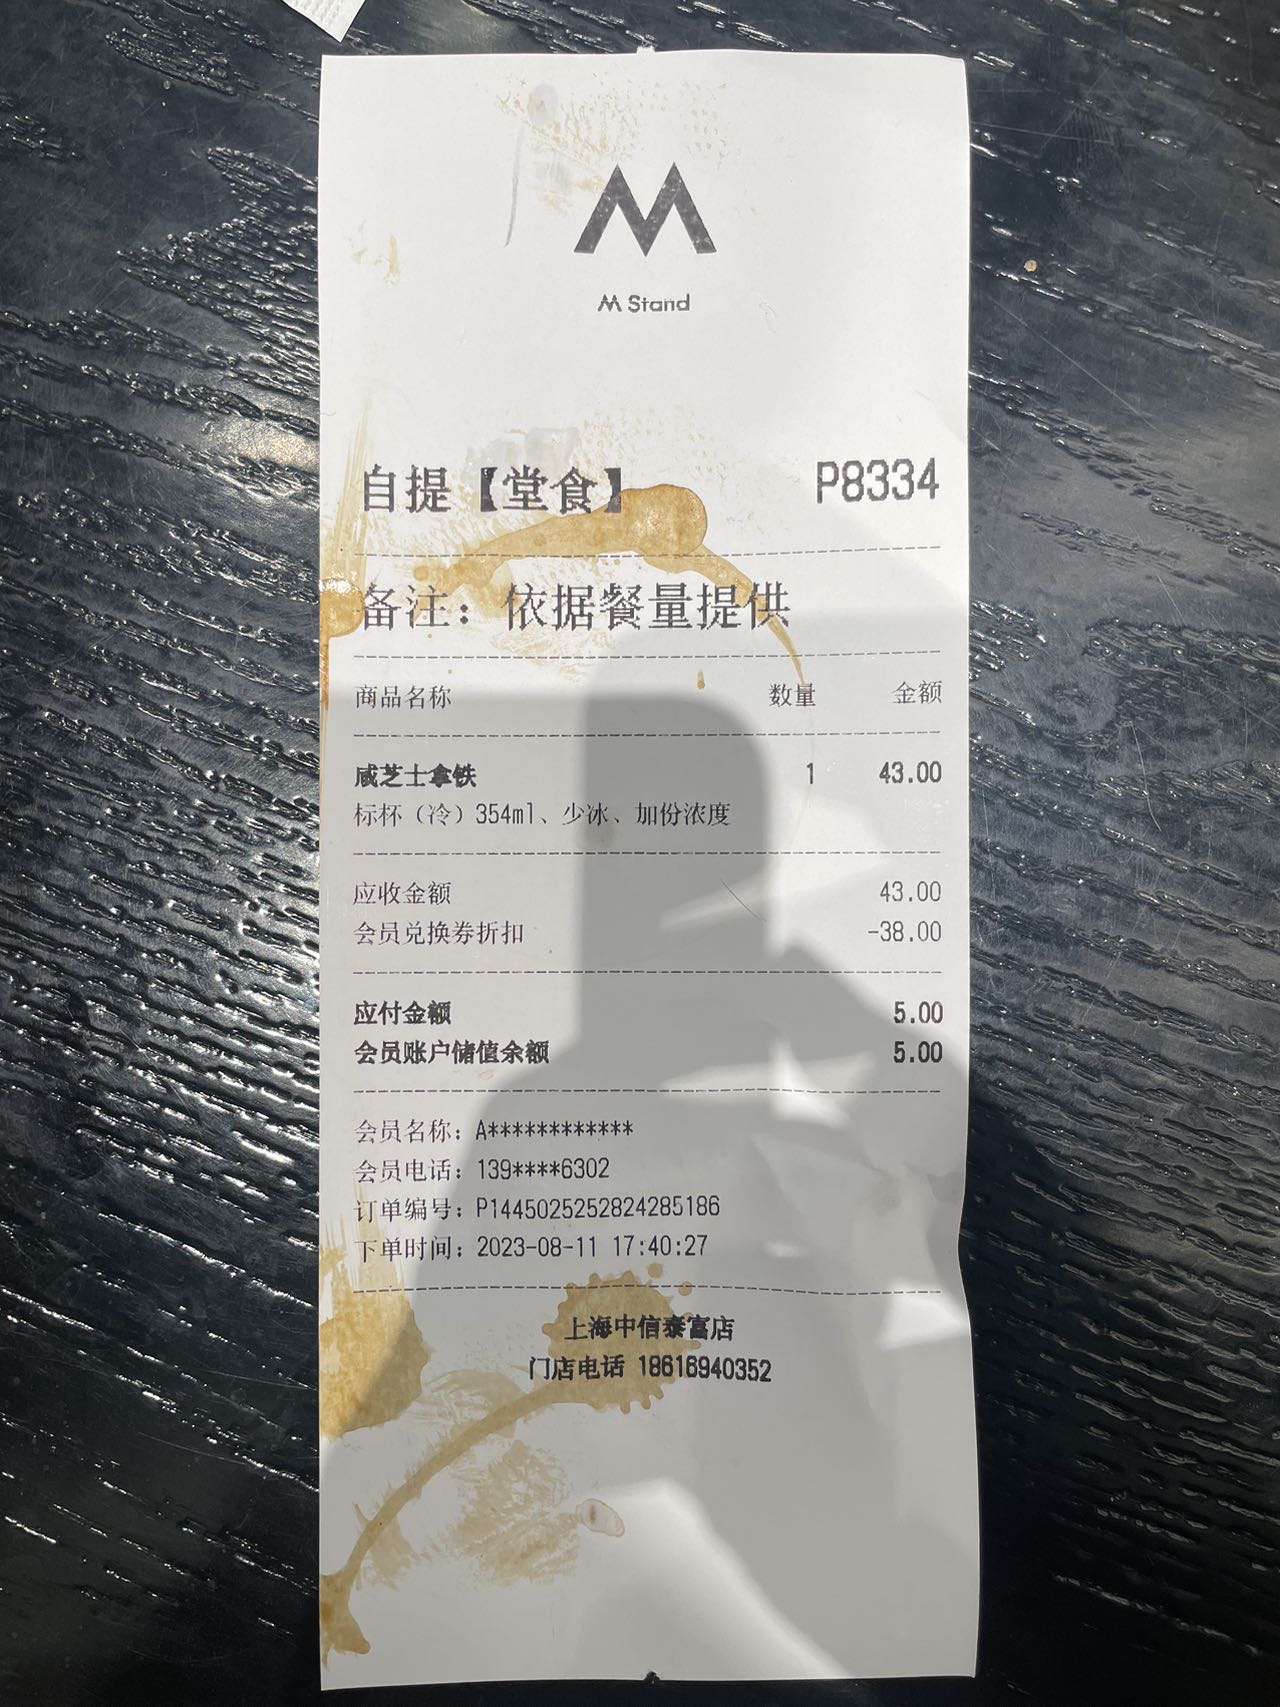 M Stand
自提【堂食】 P8334
备注：依据餐量提供
商品名称 数量 金额
咸芝士拿铁 1 43.00
标杯（冷）354ml、少冰、加份浓度
应收金额 43.00
会员兑换券折扣 -38.00
应付金额 5.00
会员账户储值余额 5.00
会员名称：A************
会员电话：139****6302
订单编号：P1445025252824285186
下单时间：2023-08-11 17:40:27
上海中信泰富店
门店电话 18616940352